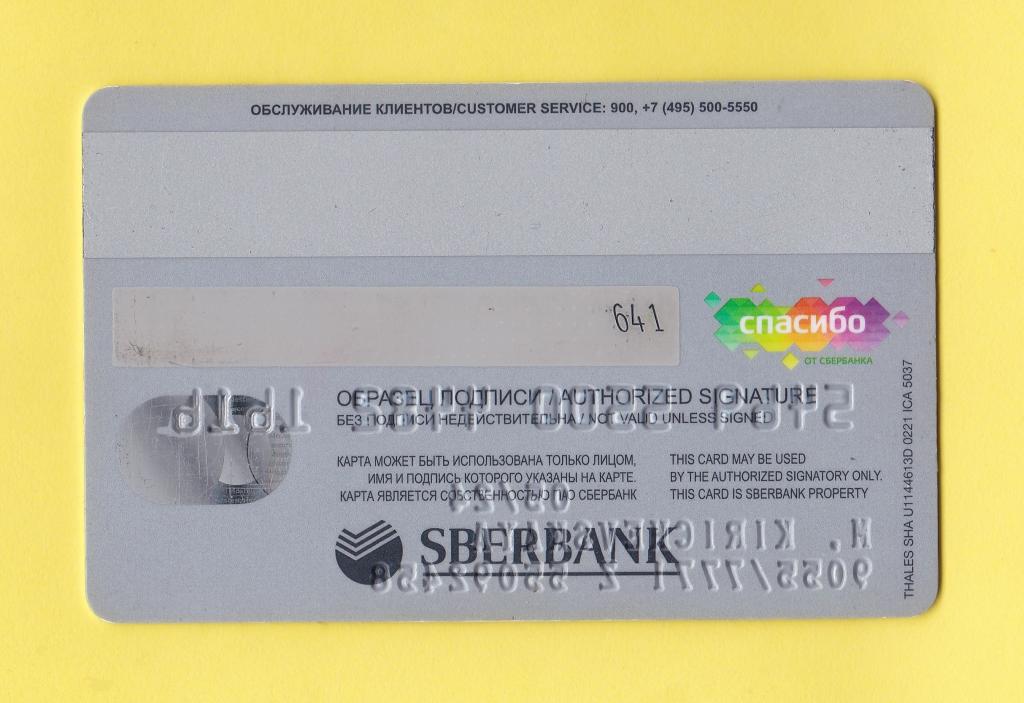 ОБСЛУЖИВАНИЕ КЛИЕНТОВ/CUSTOMER SERVICE: 900, +7 (495) 500-5550
641
спасибо
ОТ СБЕРБАНКА
ОБРАЗЕЦ ПОДПИСИ / AUTHORIZED SIGNATURE
БЕЗ ПОДПИСИ НЕДЕЙСТВИТЕЛЬНА / NOT VALID UNLESS SIGNED
КАРТА МОЖЕТ БЫТЬ ИСПОЛЬЗОВАНА ТОЛЬКО ЛИЦОМ,
ИМЯ И ПОДПИСЬ КОТОРОГО УКАЗАНЫ НА КАРТЕ.
КАРТА ЯВЛЯЕТСЯ СОБСТВЕННОСТЬЮ ПАО СБЕРБАНК
THIS CARD MAY BE USED
BY THE AUTHORIZED SIGNATORY ONLY.
THIS CARD IS SBERBANK PROPERTY
SBERBANK
THALES SHA U1144613D 0221 ICA 5037